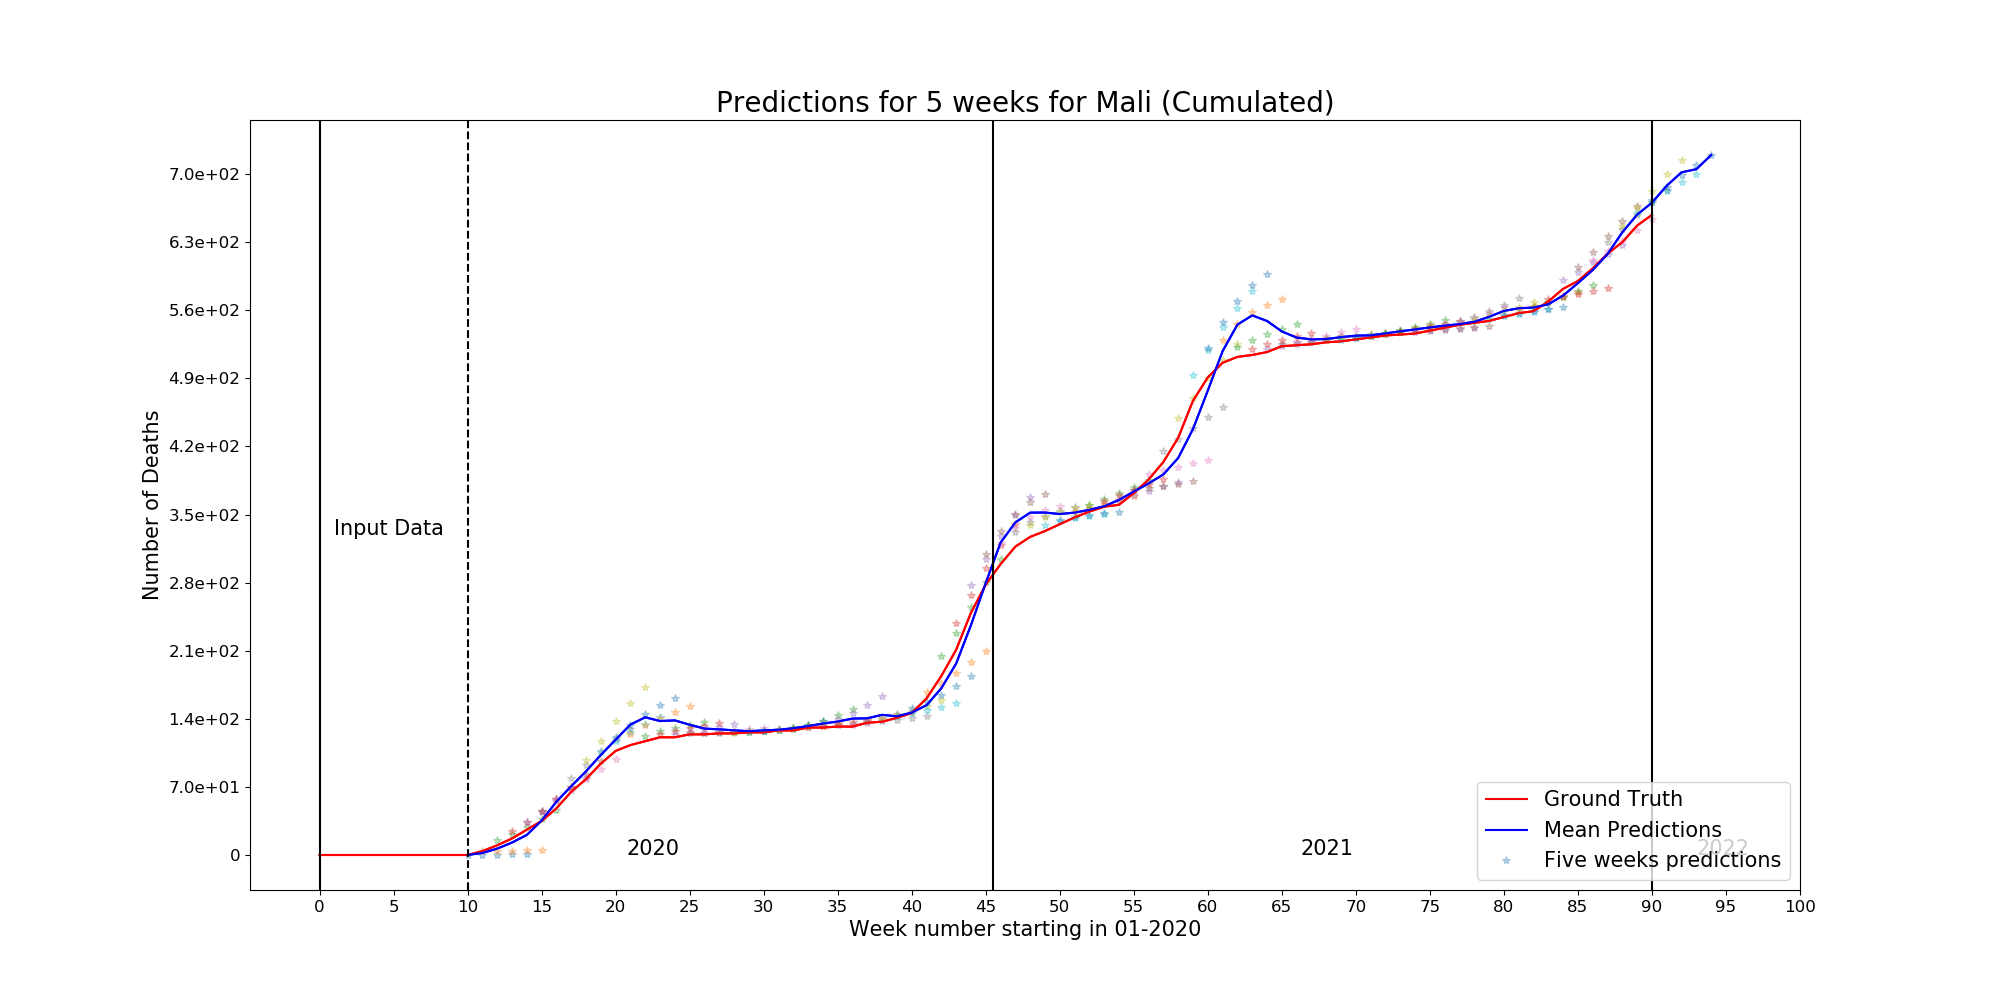 Predictions for 5 weeks for Mali (Cumulated)
7.0e+02
6.3e+02
5.6e+02
4.9e+02
4.2e+02
3.5e+02
2.8e+02
2.1e+02
1.4e+02
7.0e+01
0
Number of Deaths
Input Data
2020
2021
2022
Ground Truth
Mean Predictions
Five weeks predictions
0 5 10 15 20 25 30 35 40 45 50 55 60 65 70 75 80 85 90 95 100
Week number starting in 01-2020